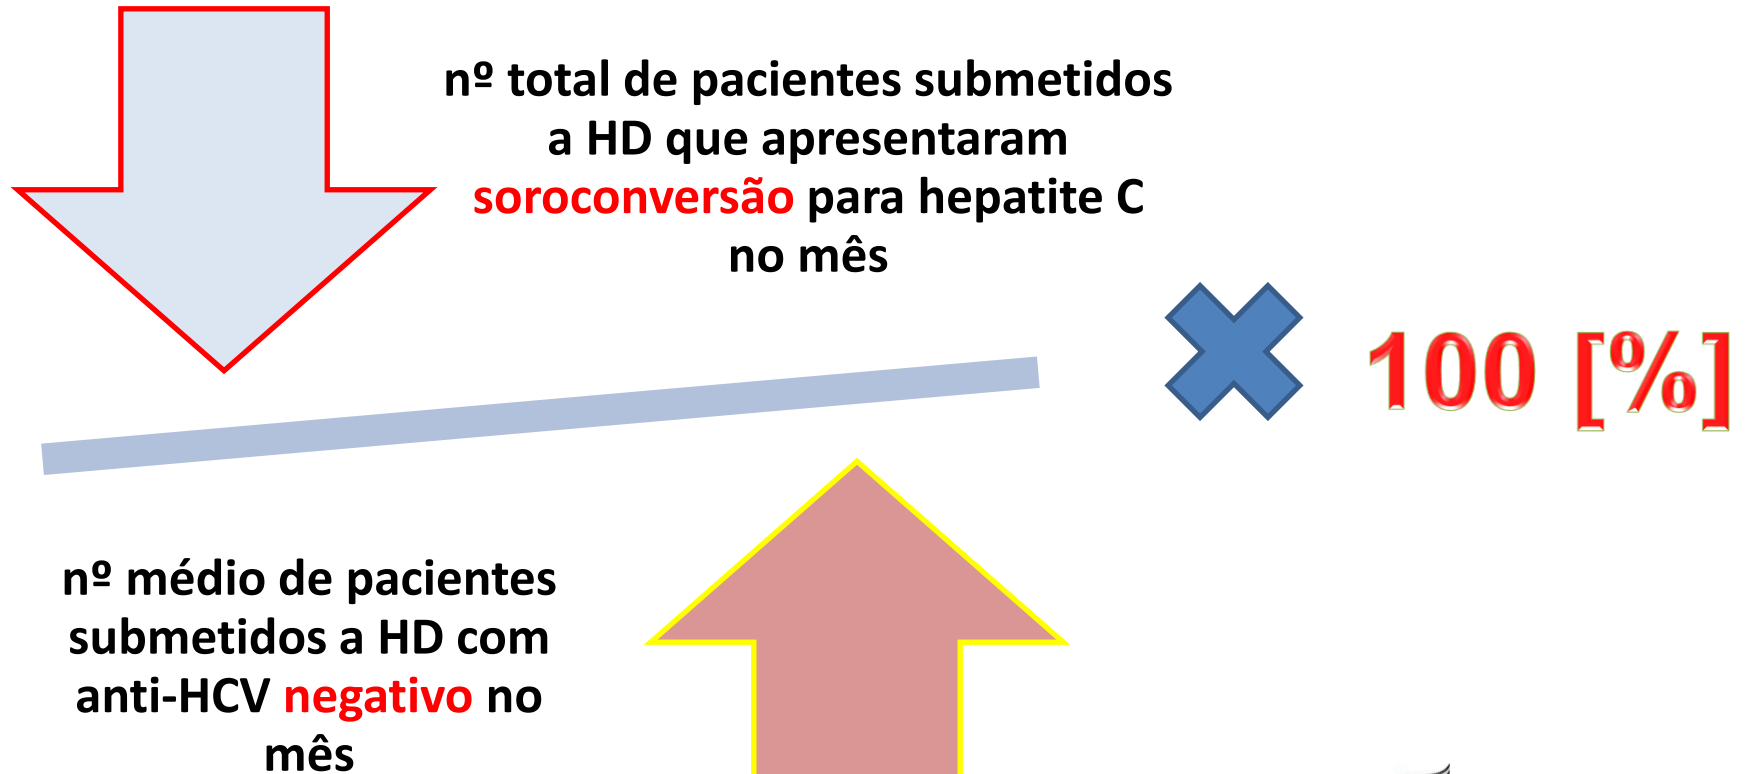 nº total de pacientes submetidos
a HD que apresentaram
soroconversão para hepatite C
no mês
100 [%]
nº médio de pacientes
submetidos a HD com
anti-HCV negativo no
mês